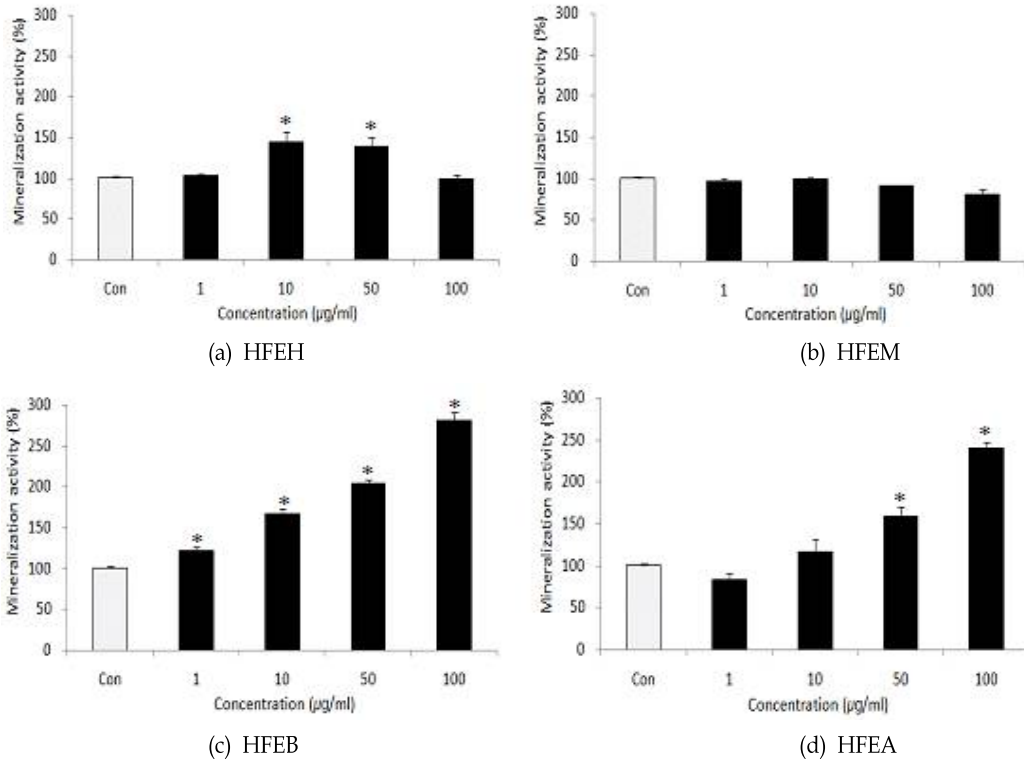 Mineralization activity (%)
300
250
200
150
100
50
0
*
*
Con 1 10 50 100
Concentration (µg/ml)
(a) HFEH
Mineralization activity (%)
300
250
200
150
100
50
0
Con 1 10 50 100
Concentration (µg/ml)
(b) HFEM
Mineralization activity (%)
300
250
200
150
100
50
0
*
*
*
*
Con 1 10 50 100
Concentration (µg/ml)
(c) HFEB
Mineralization activity (%)
300
250
200
150
100
50
0
*
*
Con 1 10 50 100
Concentration (µg/ml)
(d) HFEA